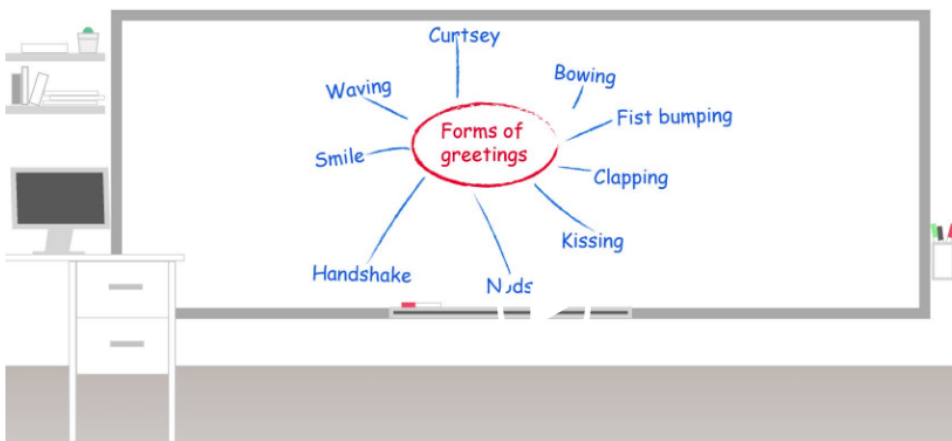 Curtsey
Waving
Bowing
Fist bumping
Forms of
greetings
Smile
Clapping
Kissing
Handshake